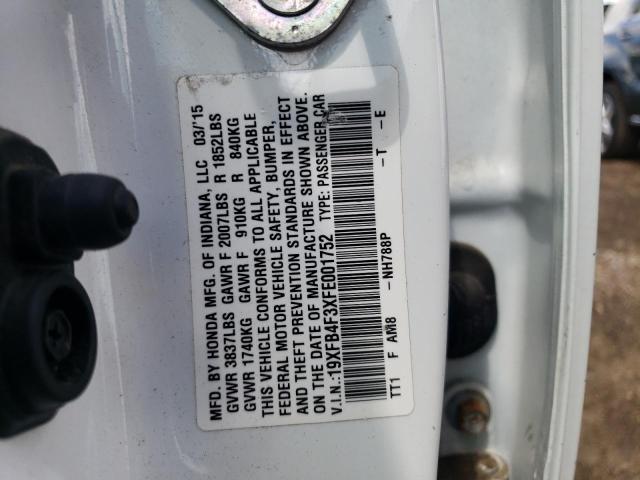 MFD. BY HONDA MFG. OF INDIANA, LLC 03/15
GVWR 3837LBS GAWR F 2007LBS R 1852LBS
GVWR 1740KG GAWR F 910KG R 840KG
THIS VEHICLE CONFORMS TO ALL APPLICABLE
FEDERAL MOTOR VEHICLE SAFETY, BUMPER,
AND THEFT PREVENTION STANDARDS IN EFFECT
ON THE DATE OF MANUFACTURE SHOWN ABOVE.
V.I.N.:19XFB4F3XFE001752 TYPE: PASSENGER CAR
TT1 F AM8 - NH788P - T - E